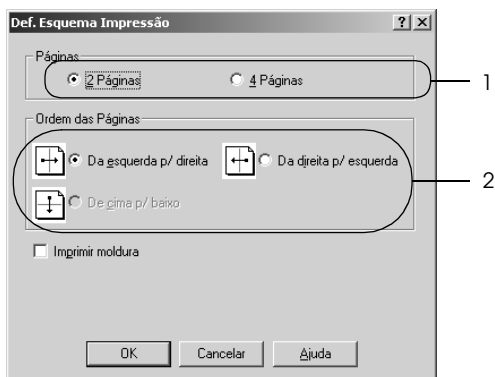 Def. Esquema Impressão
Páginas
2 Páginas 4 Páginas 1
Ordem das Páginas
Da esquerda p/ direita Da direita p/ esquerda
2
De cima p/ baixo
Imprimir moldura
OK Cancelar Ajuda